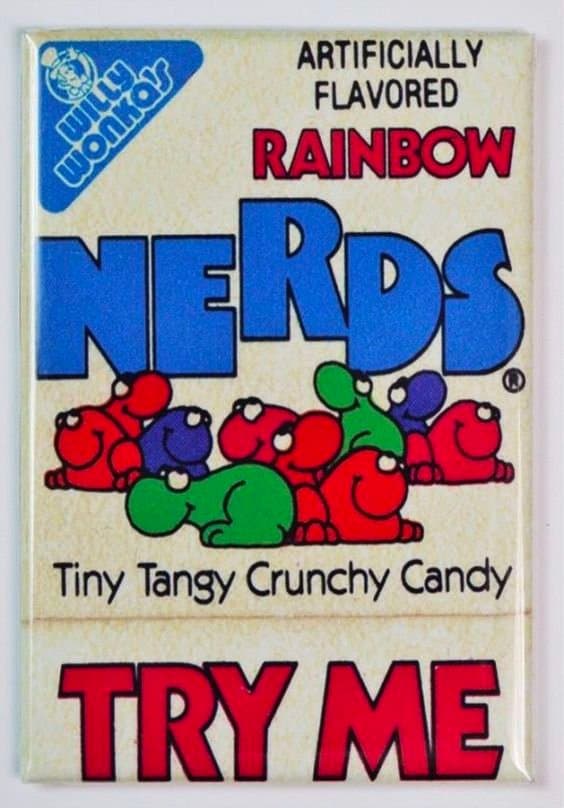 WILLY
WONKA'S
ARTIFICIALLY
FLAVORED
RAINBOW
NERDS®
Tiny Tangy Crunchy Candy
TRY ME